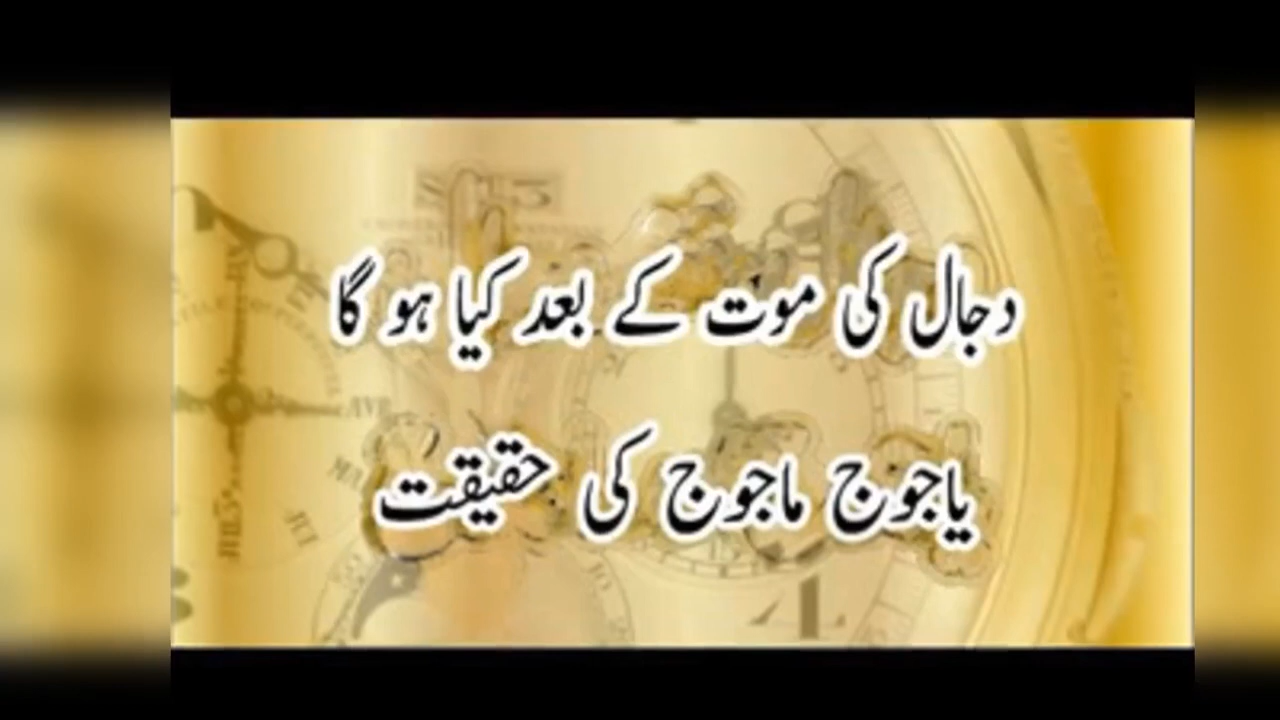 دجال کی موت کے بعد کیا ہو گا
یاجوج ماجوج کی حقیقت